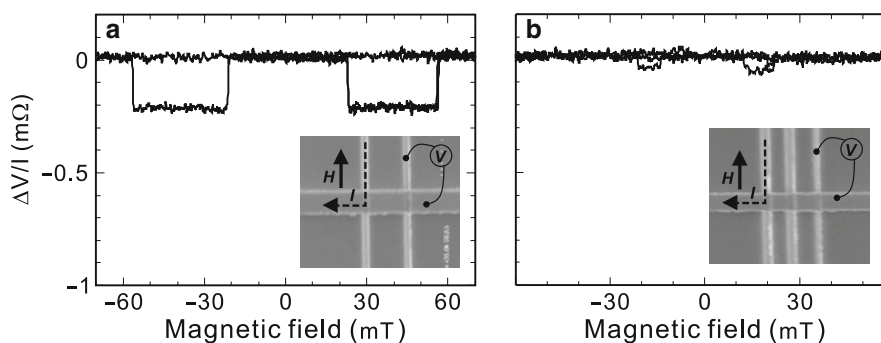 a
b
0
−0.5
−1
ΔV/I (mΩ)
H
I
V
H
I
V
−60
−30
0
30
60
−30
0
30
Magnetic field (mT)
Magnetic field (mT)